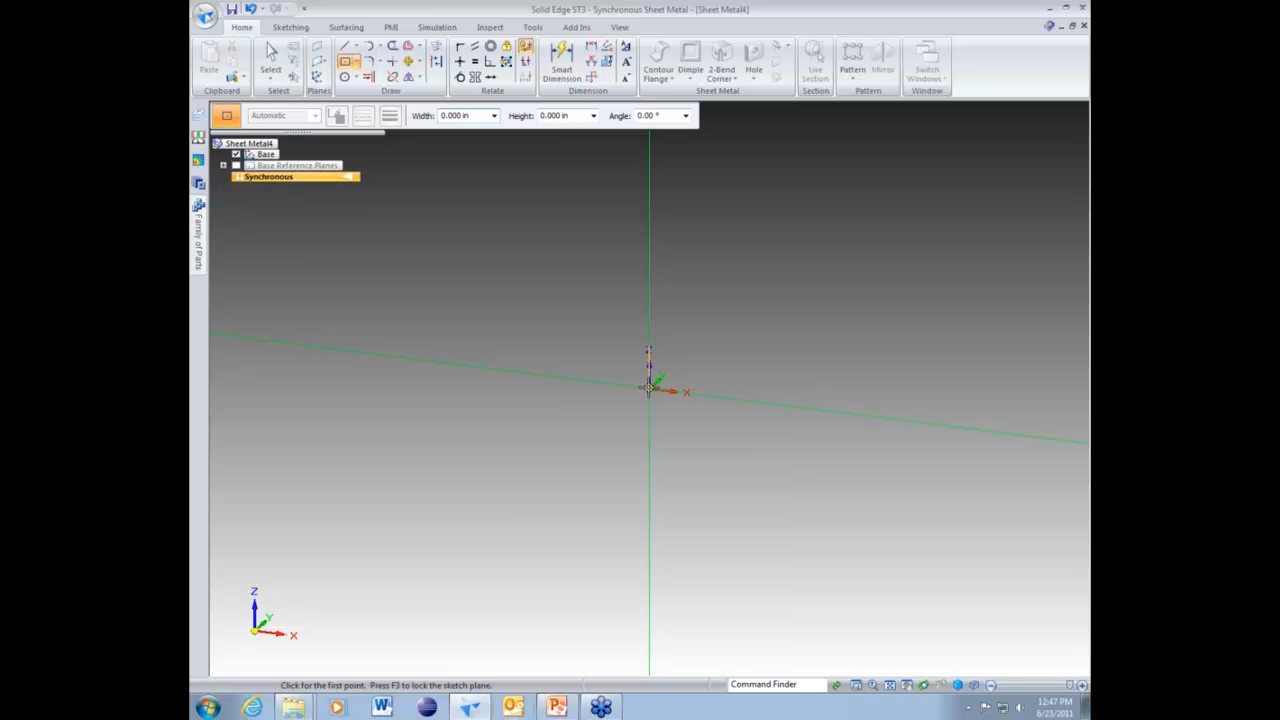 Solid Edge ST3 - Synchronous Sheet Metal - [Sheet Metal4]
Home Sketching Surfacing PMI Simulation Inspect Sketching Tools Add Ins View
Paste Select Smart Dimension Contour Flange Dimple 2-Bend Corner Hole Live Section Pattern Mirror Switch Windows
Clipboard Select Planes Draw Relate Dimension Sheet Metal Section Pattern Window
Automatic Width: 0.000 in Height: 0.000 in Angle: 0.00 °
Sheet Metal4
Base
Base Reference Planes
Synchronous
Family of Parts
Z
Y
X
X
Z
Y
X
Click for the first point. Press F3 to lock the sketch plane.
Command Finder
12:47 PM
6/23/2011